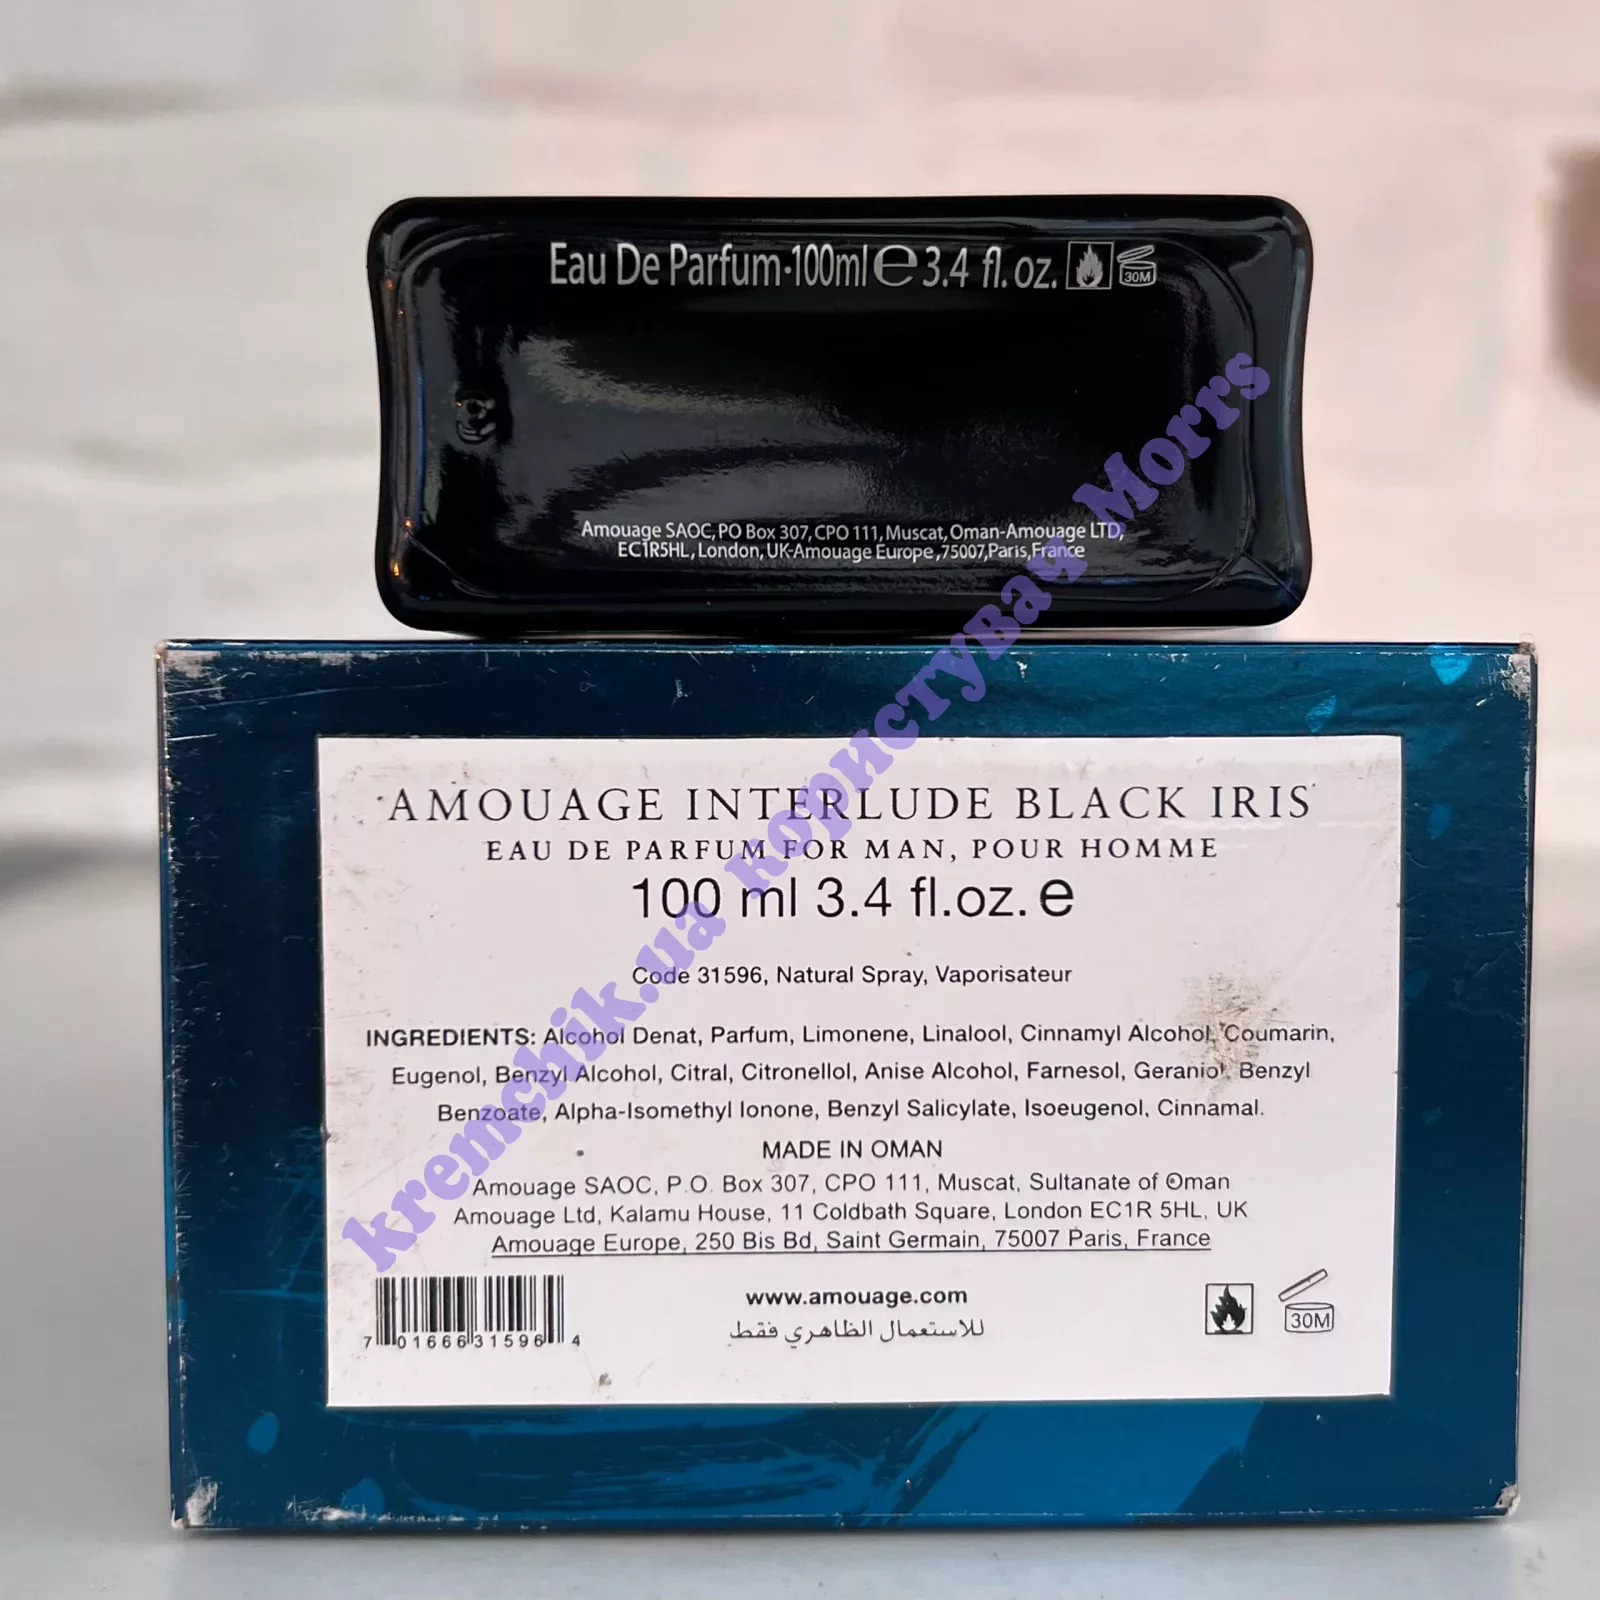 Eau De Parfum·100ml℮3.4 fl.oz.
30M
Amouage SAOC,PO Box 307,CPO 111,Muscat,Oman-Amouage LTD,
EC1R5HL,London,UK-Amouage Europe,75007,Paris,France
AMOUAGE INTERLUDE BLACK IRIS
EAU DE PARFUM FOR MAN, POUR HOMME
100 ml 3.4 fl.oz. e
Code 31596, Natural Spray, Vaporisateur
INGREDIENTS: Alcohol Denat, Parfum, Limonene, Linalool, Cinnamyl Alcohol, Coumarin,
Eugenol, Benzyl Alcohol, Citral, Citronellol, Anise Alcohol, Farnesol, Geraniol, Benzyl
Benzoate, Alpha-Isomethyl Ionone, Benzyl Salicylate, Isoeugenol, Cinnamal.
MADE IN OMAN
Amouage SAOC, P.O. Box 307, CPO 111, Muscat, Sultanate of Oman
Amouage Ltd, Kalamu House, 11 Coldbath Square, London EC1R 5HL, UK
Amouage Europe, 250 Bis Bd, Saint Germain, 75007 Paris, France
www.amouage.com
للاستعمال الظاهري فقط
7 01666 31596 4
30M
kremchik.ua користувач Morrs